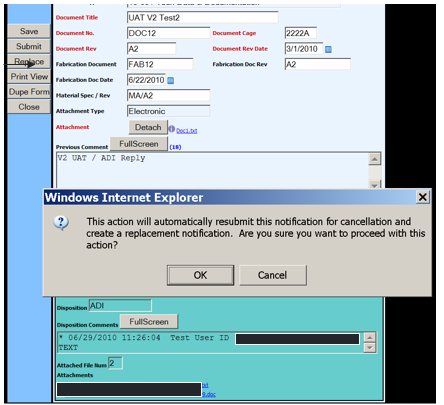 Document Title UAT V2 Test2
Save
Document No. DOC12 Document Cage 2222A
Submit
Document Rev A2 Document Rev Date 3/1/2010
Replace
Fabrication Document FAB12 Fabrication Doc Rev A2
Print View
Fabrication Doc Date 6/22/2010
Dupe Form
Material Spec / Rev MA/A2
Close
Attachment Type Electronic
Attachment Detach Doc1.txt
Previous Comment FullScreen (18)
V2 UAT / ADI Reply
Windows Internet Explorer
This action will automatically resubmit this notification for cancellation and
create a replacement notification. Are you sure you want to proceed with this
action?
OK Cancel
Disposition ADI
Disposition Comments FullScreen
* 06/29/2010 11:26:04 Test User ID
TEXT
Attached File Num 2
Attachments
txt
9.doc